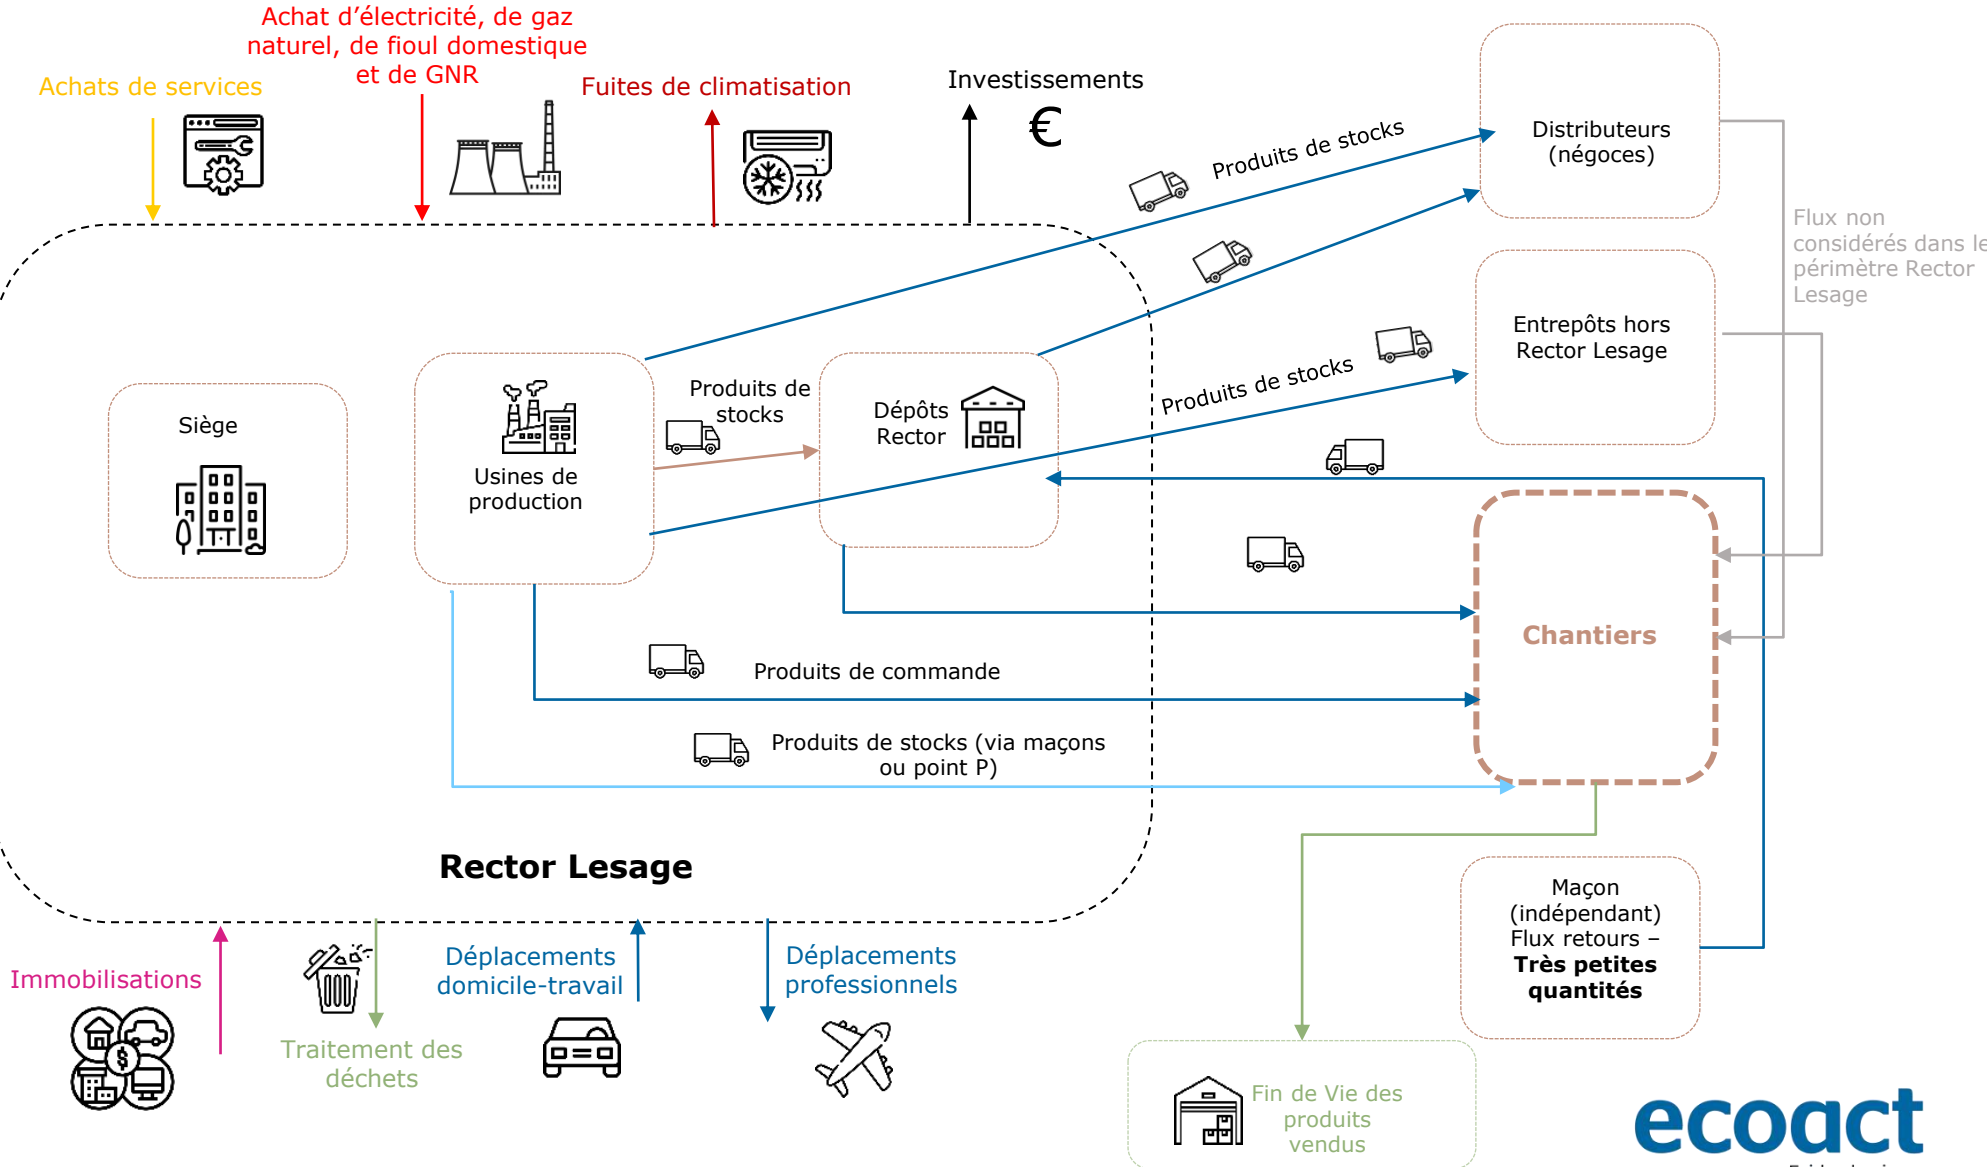 Achat d’électricité, de gaz
naturel, de fioul domestique
et de GNR
Achats de services
Fuites de climatisation
Investissements
€
Produits de stocks
Distributeurs
(négoces)
Flux non
considérés dans le
périmètre Rector
Lesage
Entrepôts hors
Rector Lesage
Produits de stocks
Siège
Usines de
production
Produits de
stocks
Dépôts
Rector
Chantiers
Produits de commande
Produits de stocks (via maçons
ou point P)
Rector Lesage
Maçon
(indépendant)
Flux retours –
Très petites
quantités
Immobilisations
$
Traitement des
déchets
Déplacements
domicile-travail
Déplacements
professionnels
Fin de Vie des
produits
vendus
ecoact